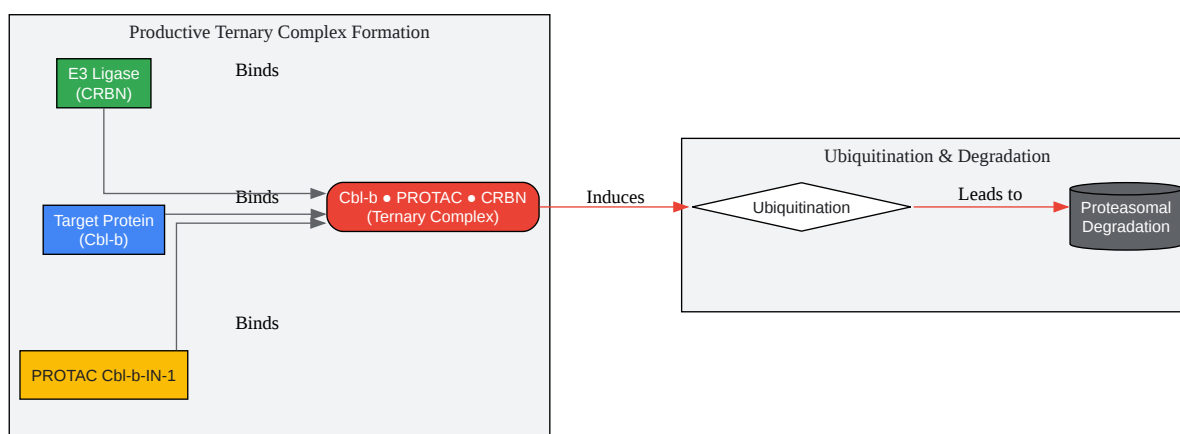 Productive Ternary Complex Formation
E3 Ligase
(CRBN)
Binds
Target Protein
(Cbl-b)
Binds
Cbl-b ● PROTAC ● CRBN
(Ternary Complex)
PROTAC Cbl-b-IN-1
Binds
Induces
Ubiquitination & Degradation
Ubiquitination
Leads to
Proteasomal
Degradation